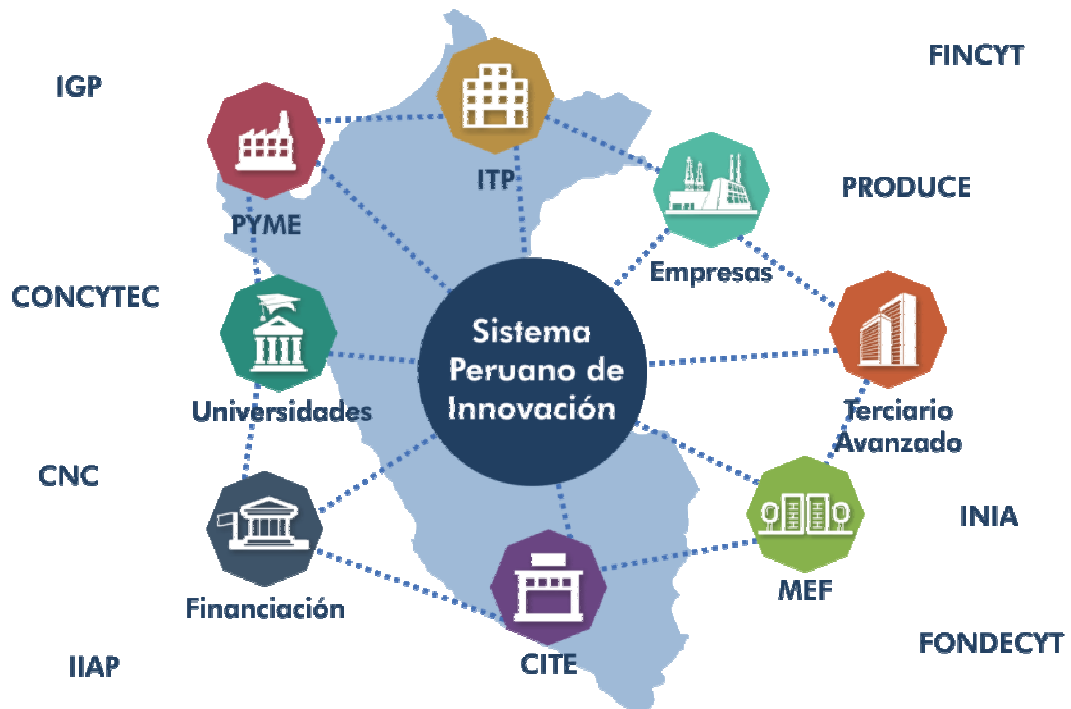 FINCYT
IGP
ITP
PRODUCE
PYME
Empresas
CONCYTEC
Sistema
Peruano de
Innovación
Universidades
Terciario
Avanzado
CNC
INIA
MEF
Financiación
FONDECYT
CITE
IIAP